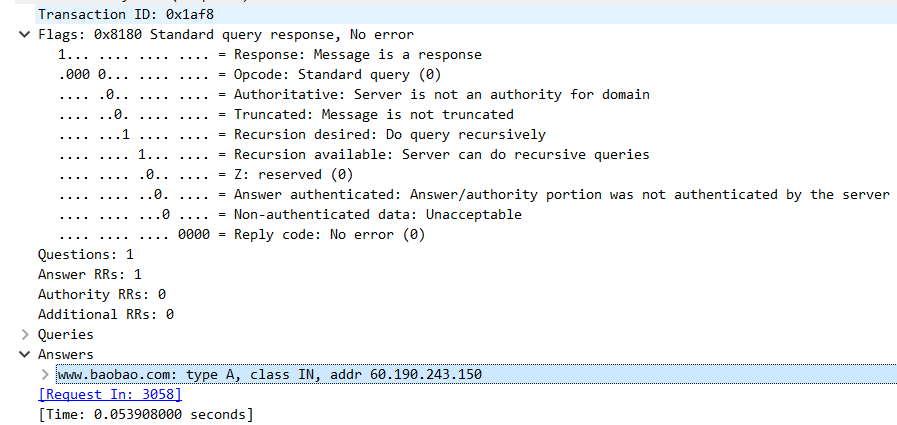 Transaction ID: 0x1af8
Flags: 0x8180 Standard query response, No error
1... .... .... .... = Response: Message is a response
.000 0... .... .... = Opcode: Standard query (0)
.... .0.. .... .... = Authoritative: Server is not an authority for domain
.... ..0. .... .... = Truncated: Message is not truncated
.... ...1 .... .... = Recursion desired: Do query recursively
.... .... 1... .... = Recursion available: Server can do recursive queries
.... .... .0.. .... = Z: reserved (0)
.... .... ..0. .... = Answer authenticated: Answer/authority portion was not authenticated by the server
.... .... ...0 .... = Non-authenticated data: Unacceptable
.... .... .... 0000 = Reply code: No error (0)
Questions: 1
Answer RRs: 1
Authority RRs: 0
Additional RRs: 0
Queries
Answers
www.baobao.com: type A, class IN, addr 60.190.243.150
[Request In: 3058]
[Time: 0.053908000 seconds]